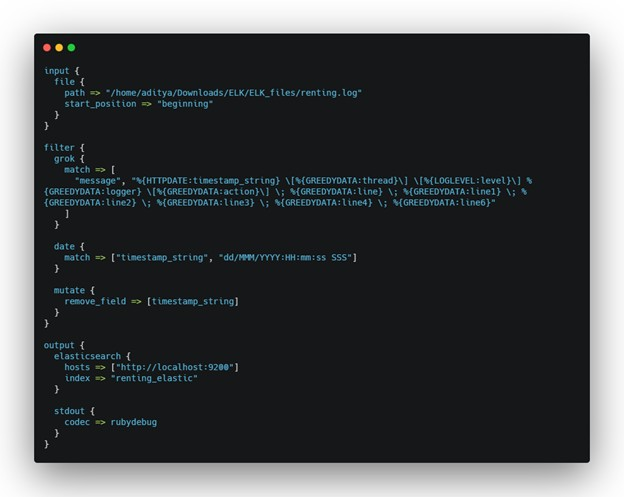 input {
  file {
    path => "/home/aditya/Downloads/ELK/ELK_files/renting.log"
    start_position => "beginning"
  }
}

filter {
  grok {
    match => [
      "message", "%{HTTPDATE:timestamp_string} \[%{GREEDYDATA:thread}\] \[%{LOGLEVEL:level}\] %
{GREEDYDATA:logger} \[%{GREEDYDATA:action}\] \; %{GREEDYDATA:line} \; %{GREEDYDATA:line1} \; %
{GREEDYDATA:line2} \; %{GREEDYDATA:line3} \; %{GREEDYDATA:line4} \; %{GREEDYDATA:line6}"
    ]
  }

  date {
    match => ["timestamp_string", "dd/MMM/YYYY:HH:mm:ss SSS"]
  }

  mutate {
    remove_field => [timestamp_string]
  }
}

output {
  elasticsearch {
    hosts => ["http://localhost:9200"]
    index => "renting_elastic"
  }

  stdout {
    codec => rubydebug
  }
}